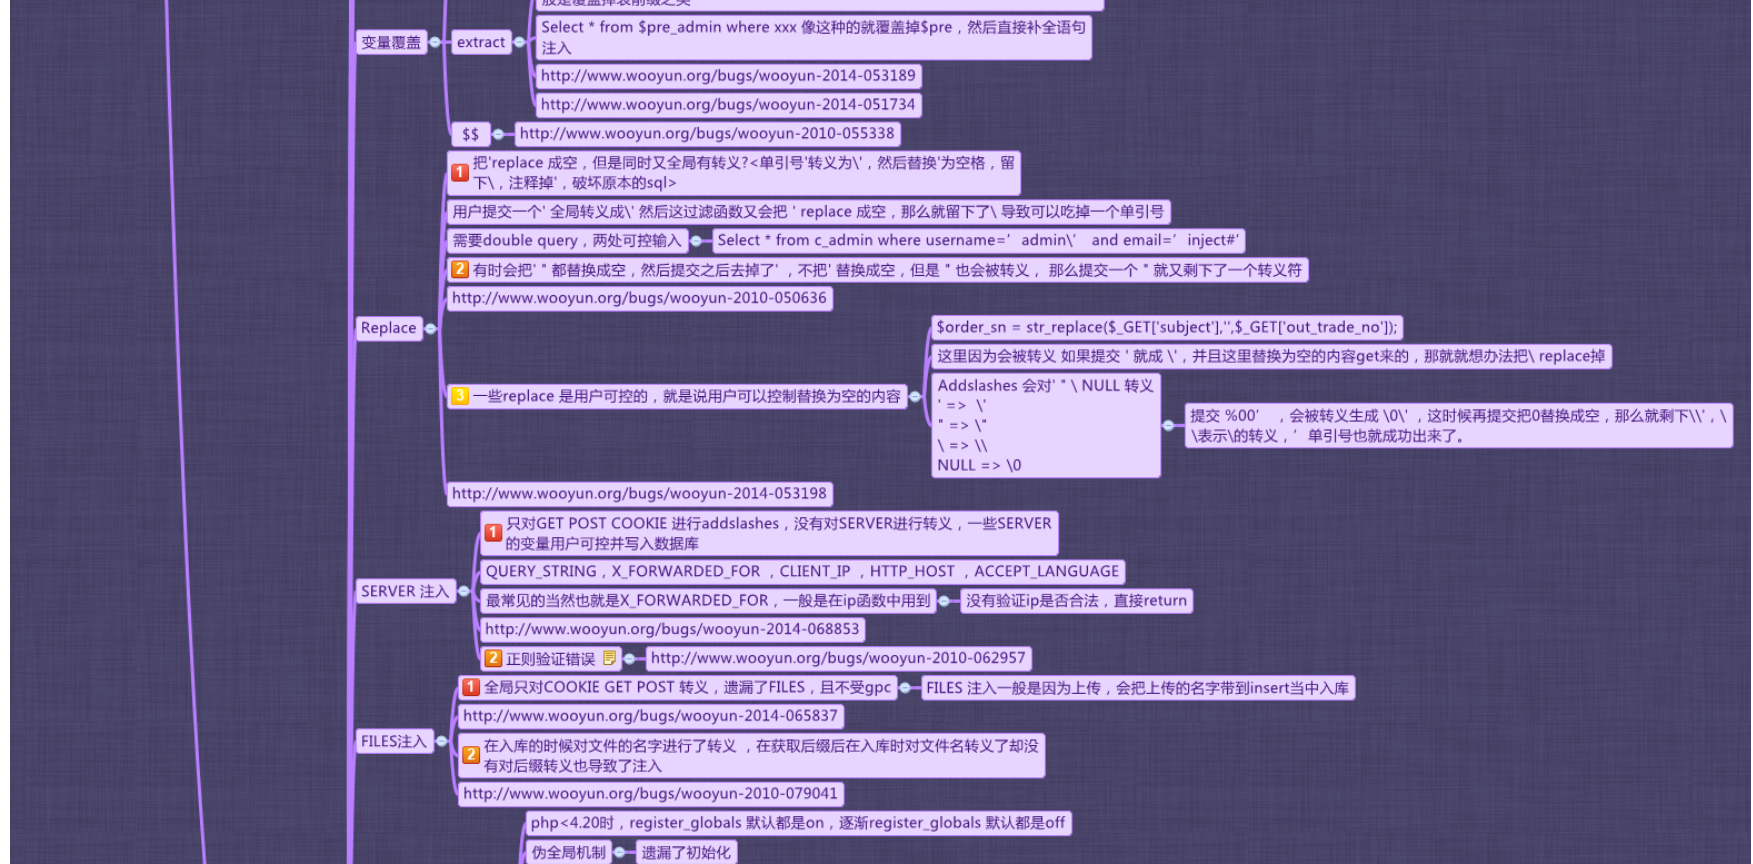 般是覆盖掉表前缀之类
变量覆盖
extract
Select * from $pre_admin where xxx 像这种的就覆盖掉$pre，然后直接补全语句
注入
http://www.wooyun.org/bugs/wooyun-2014-053189
http://www.wooyun.org/bugs/wooyun-2014-051734
$$
http://www.wooyun.org/bugs/wooyun-2010-055338
Replace
1
把'replace 成空，但是同时又全局有转义?<单引号'转义为\'，然后替换'为空格，留
下\，注释掉'，破坏原本的sql>
用户提交一个' 全局转义成\' 然后这过滤函数又会把 ' replace 成空，那么就留下了\ 导致可以吃掉一个单引号
需要double query，两处可控输入
Select * from c_admin where username=’ admin\’ and email=’ inject#’
2
有时会把' " 都替换成空，然后提交之后去掉了' ，不把' 替换成空，但是 " 也会被转义， 那么提交一个 " 就又剩下了一个转义符
http://www.wooyun.org/bugs/wooyun-2010-050636
3
一些replace 是用户可控的，就是说用户可以控制替换为空的内容
$order_sn = str_replace($_GET['subject'],'',$_GET['out_trade_no']);
这里因为会被转义 如果提交 ' 就成 \'，并且这里替换为空的内容get来的，那就就想办法把\ replace掉
Addslashes 会对' " \ NULL 转义
' => \'
" => \"
\ => \\
NULL => \0
提交 %00’ ，会被转义生成 \0\' ，这时候再提交把0替换成空，那么就剩下\\'，\
\表示\的转义，’ 单引号也就成功出来了。
http://www.wooyun.org/bugs/wooyun-2014-053198
SERVER 注入
1
只对GET POST COOKIE 进行addslashes，没有对SERVER进行转义，一些SERVER
的变量用户可控并写入数据库
QUERY_STRING，X_FORWARDED_FOR ，CLIENT_IP ，HTTP_HOST ，ACCEPT_LANGUAGE
最常见的当然也就是X_FORWARDED_FOR，一般是在ip函数中用到
没有验证ip是否合法，直接return
http://www.wooyun.org/bugs/wooyun-2014-068853
2
正则验证错误
http://www.wooyun.org/bugs/wooyun-2010-062957
FILES注入
1
全局只对COOKIE GET POST 转义，遗漏了FILES，且不受gpc
FILES 注入一般是因为上传，会把上传的名字带到insert当中入库
http://www.wooyun.org/bugs/wooyun-2014-065837
2
在入库的时候对文件的名字进行了转义 ，在获取后缀后在入库时对文件名转义了却没
有对后缀转义也导致了注入
http://www.wooyun.org/bugs/wooyun-2010-079041
php<4.20时，register_globals 默认都是on，逐渐register_globals 默认都是off
伪全局机制
遗漏了初始化